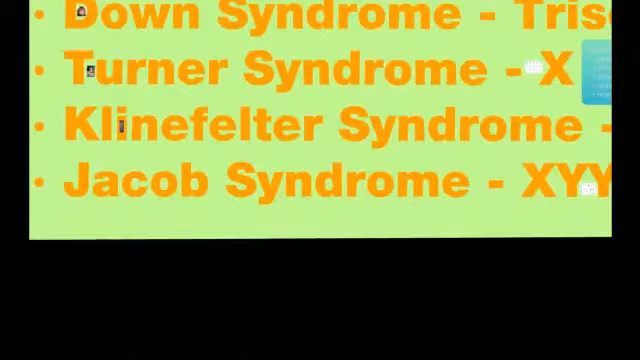 • Down Syndrome - Tris
• Turner Syndrome - X
• Klinefelter Syndrome -
• Jacob Syndrome - XYY